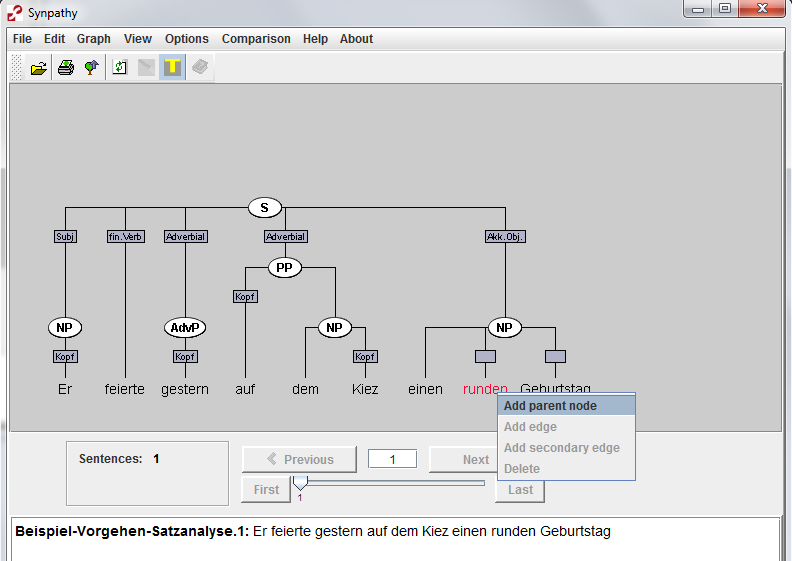 Synpathy
File Edit Graph View Options Comparison Help About
T
S
Subj fin.Verb Adverbial Adverbial Akk.Obj.
PP
Kopf
NP AdvP NP NP
Kopf Kopf Kopf
Er feierte gestern auf dem Kiez einen runden Geburtstag
Add parent node
Add edge
Add secondary edge
Delete
Sentences: 1
Previous 1 Next
First Last
1
Beispiel-Vorgehen-Satzanalyse.1: Er feierte gestern auf dem Kiez einen runden Geburtstag